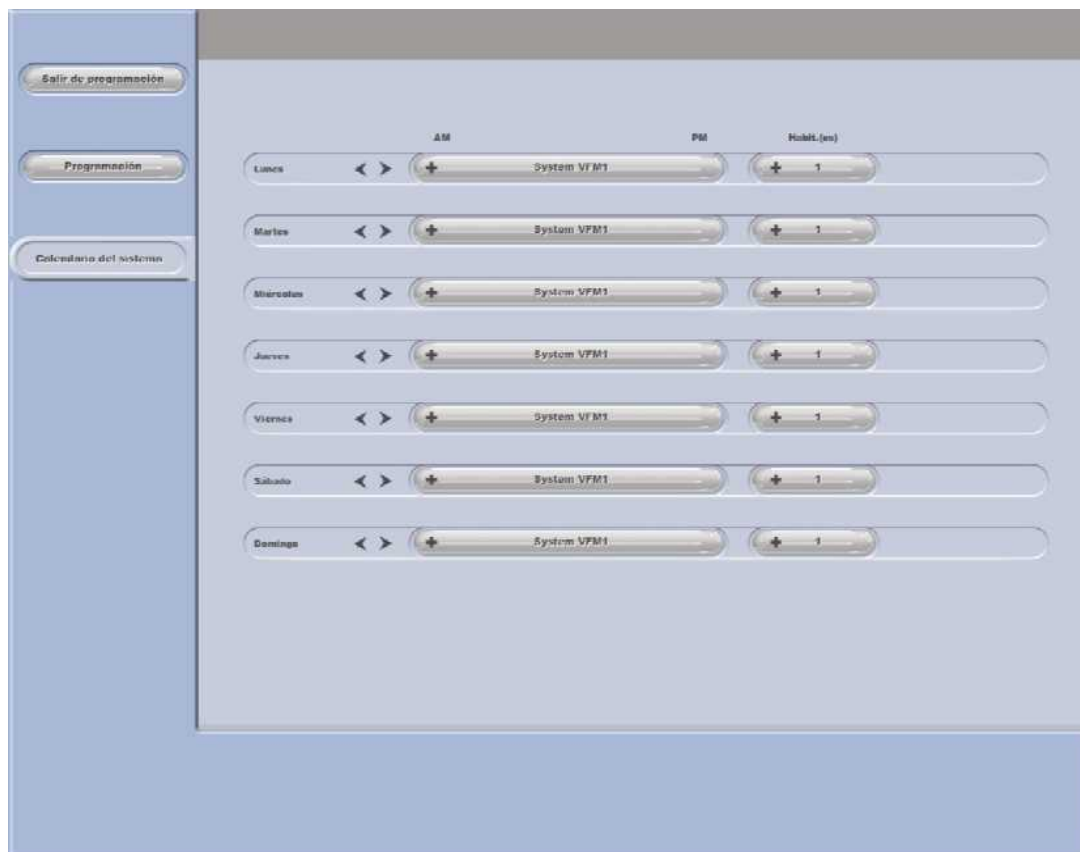 Salir de programación
Programación
Calendario del sistema
AM PM Habit.(es)
Lunes System VFM1 1
Martes System VFM1 1
Miércoles System VFM1 1
Jueves System VFM1 1
Viernes System VFM1 1
Sábado System VFM1 1
Domingo System VFM1 1